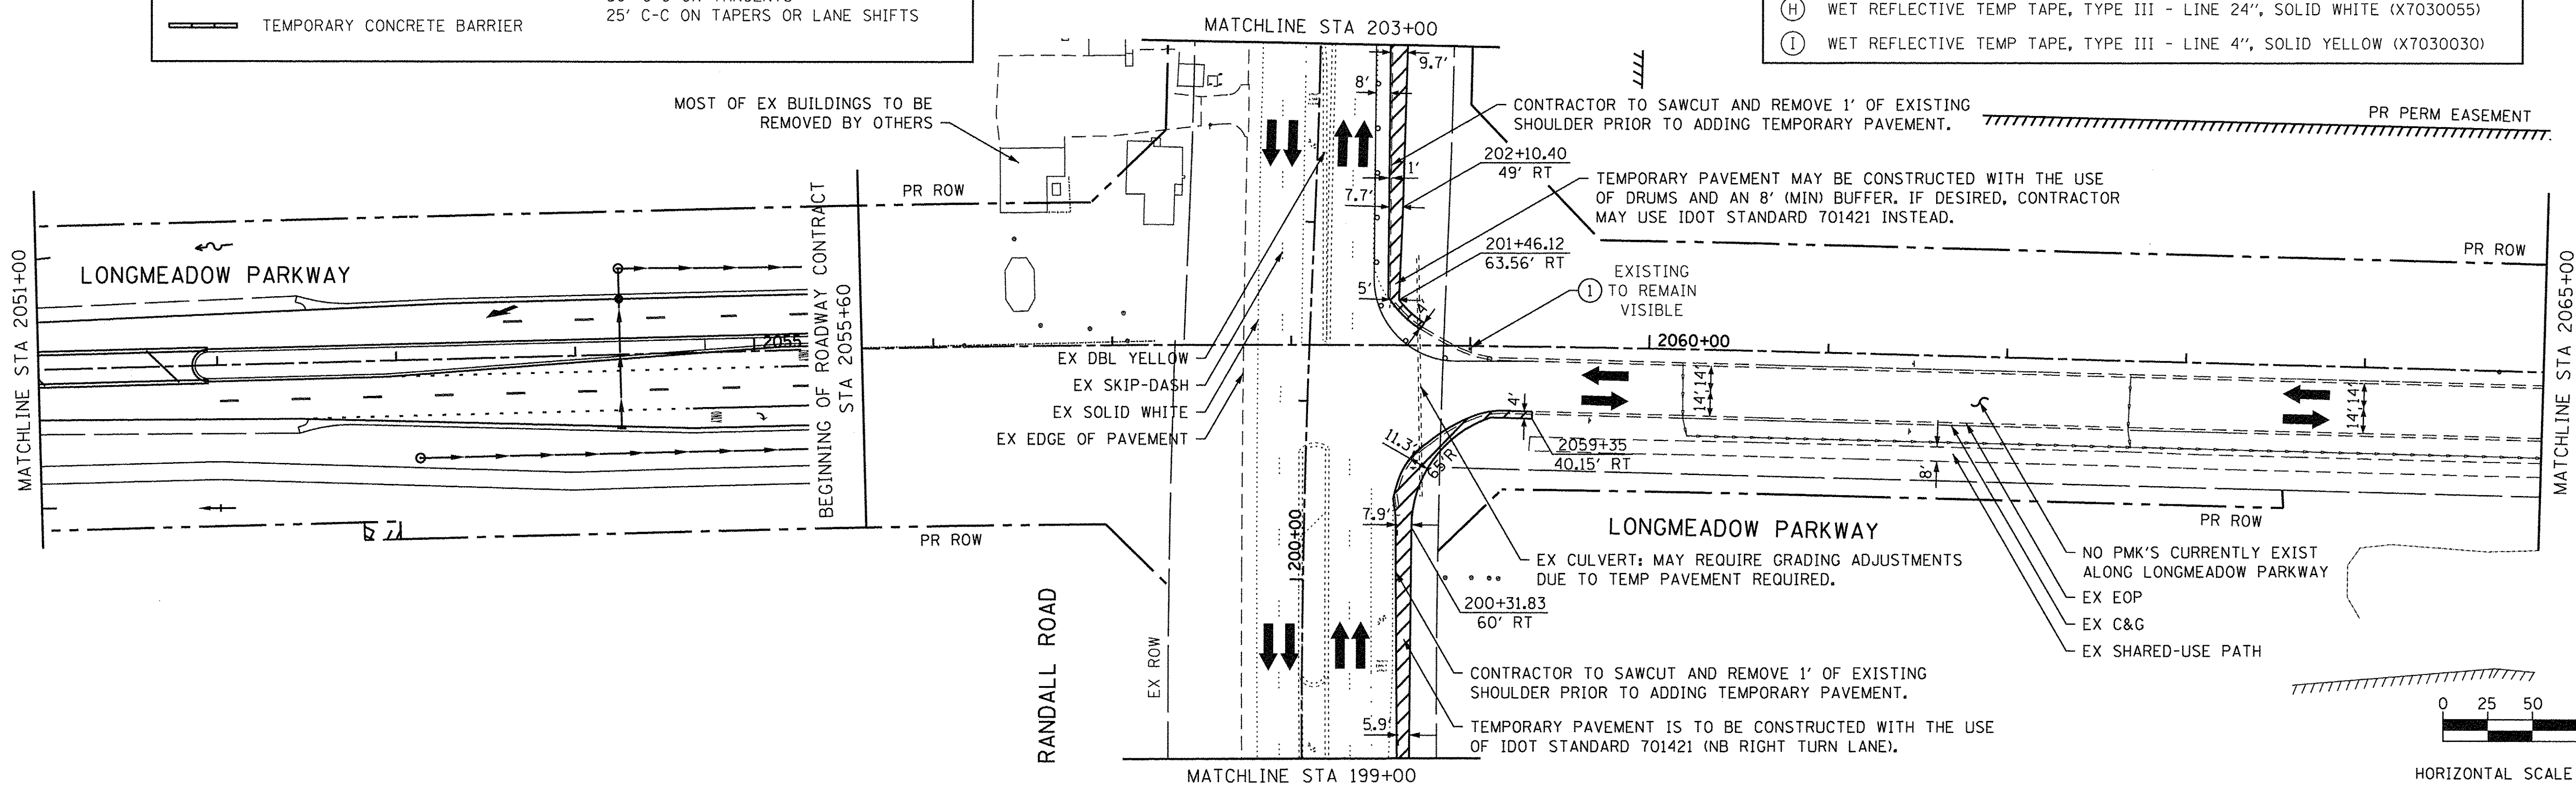 TEMPORARY CONCRETE BARRIER
25' C-C ON TAPERS OR LANE SHIFTS
MATCHLINE STA 203+00
H WET REFLECTIVE TEMP TAPE, TYPE III - LINE 24", SOLID WHITE (X7030055)
I WET REFLECTIVE TEMP TAPE, TYPE III - LINE 4", SOLID YELLOW (X7030030)
MOST OF EX BUILDINGS TO BE
REMOVED BY OTHERS
9.7'
8'
CONTRACTOR TO SAWCUT AND REMOVE 1' OF EXISTING
SHOULDER PRIOR TO ADDING TEMPORARY PAVEMENT.
PR PERM EASEMENT
202+10.40
49' RT
1'
7.7'
TEMPORARY PAVEMENT MAY BE CONSTRUCTED WITH THE USE
OF DRUMS AND AN 8' (MIN) BUFFER. IF DESIRED, CONTRACTOR
MAY USE IDOT STANDARD 701421 INSTEAD.
201+46.12
63.56' RT
PR ROW
PR ROW
MATCHLINE STA 2051+00
LONGMEADOW PARKWAY
2055
BEGINNING OF ROADWAY CONTRACT
STA 2055+60
5'
4'
1
EXISTING
TO REMAIN
VISIBLE
2060+00
MATCHLINE STA 2065+00
EX DBL YELLOW
EX SKIP-DASH
EX SOLID WHITE
EX EDGE OF PAVEMENT
14' 14'
14' 14'
4'
11.3'
65'R
2059+35
40.15' RT
8'
PR ROW
PR ROW
7.9'
200+00
LONGMEADOW PARKWAY
EX CULVERT: MAY REQUIRE GRADING ADJUSTMENTS
DUE TO TEMP PAVEMENT REQUIRED.
200+31.83
60' RT
NO PMK'S CURRENTLY EXIST
ALONG LONGMEADOW PARKWAY
EX EOP
EX C&G
EX SHARED-USE PATH
RANDALL ROAD
EX ROW
CONTRACTOR TO SAWCUT AND REMOVE 1' OF EXISTING
SHOULDER PRIOR TO ADDING TEMPORARY PAVEMENT.
5.9'
TEMPORARY PAVEMENT IS TO BE CONSTRUCTED WITH THE USE
OF IDOT STANDARD 701421 (NB RIGHT TURN LANE).
MATCHLINE STA 199+00
0 25 50
HORIZONTAL SCALE